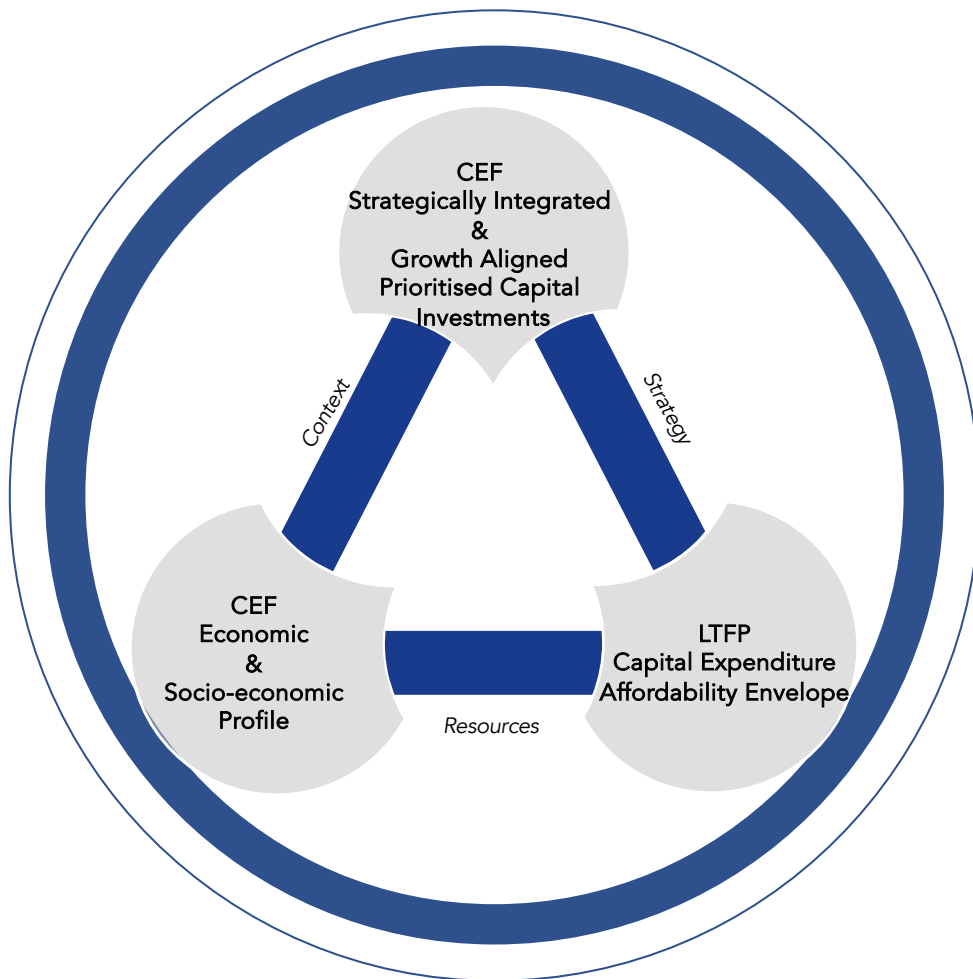 CEF
Strategically Integrated
&
Growth Aligned
Prioritised Capital
Investments
Context
Strategy
CEF
Economic
&
Socio-economic
Profile
LTFP
Capital Expenditure
Affordability Envelope
Resources